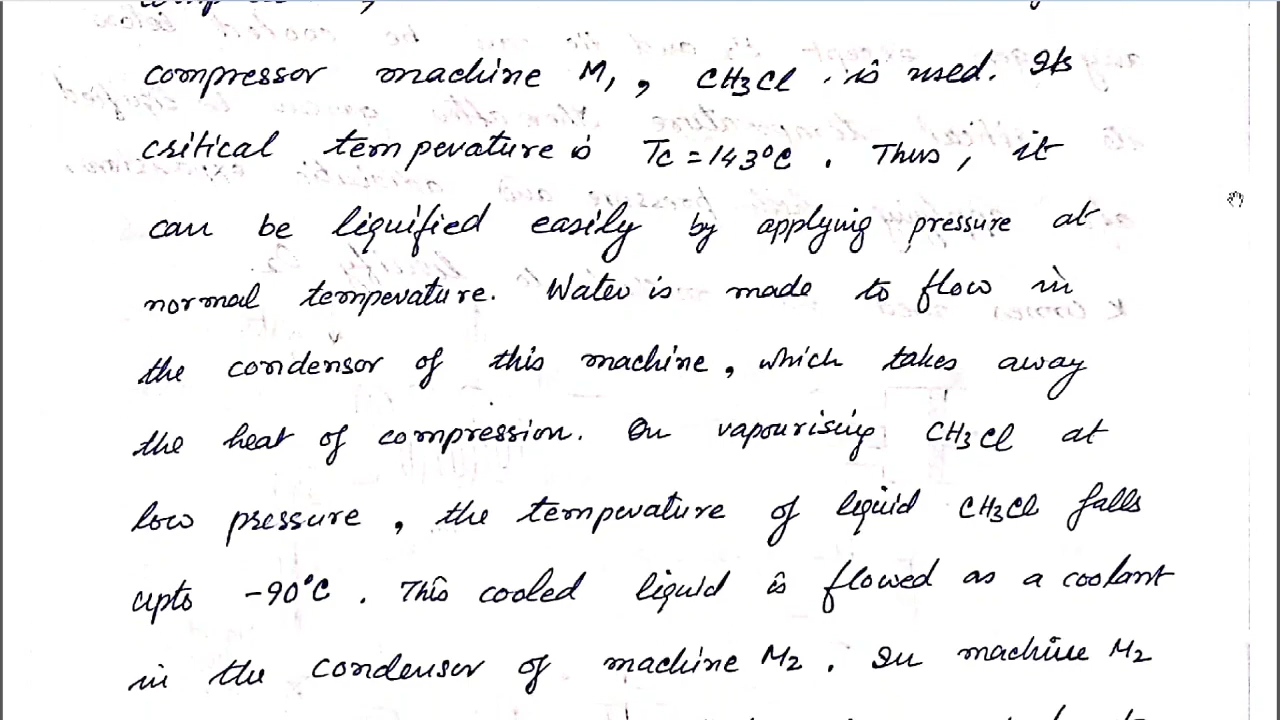 compressor machine M1, CH3Cl is used. Its
critical temperature is Tc = 143°C. Thus, it
can be liquified easily by applying pressure at
normal temperature. Water is made to flow in
the condensor of this machine, which takes away
the heat of compression. On vapourising CH3Cl at
low pressure, the temperature of liquid CH3Cl falls
upto -90°C. This cooled liquid is flowed as a coolant
in the condensor of machine M2. In machine M2